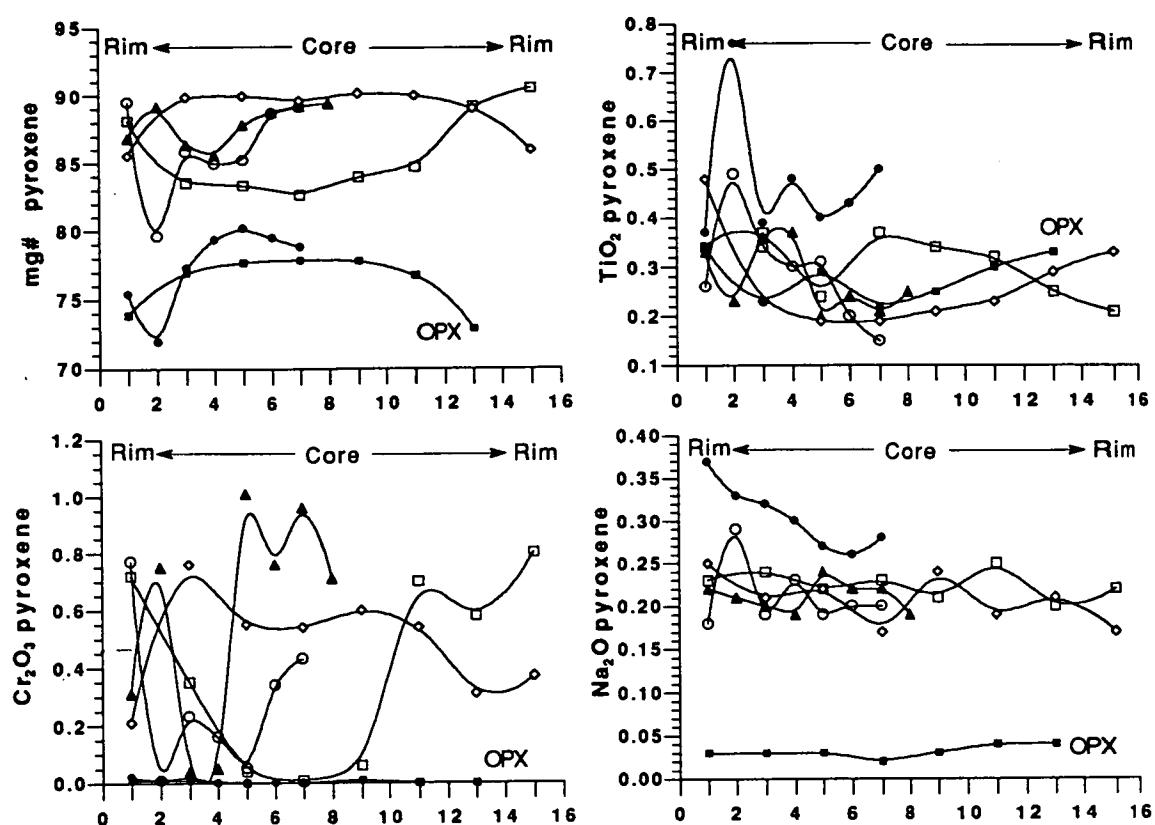 95
90
85
80
75
70
mg# pyroxene
Rim Core Rim
OPX
0 2 4 6 8 10 12 14 16
0.8
0.7
0.6
0.5
0.4
0.3
0.2
0.1
TiO2 pyroxene
Rim Core Rim
OPX
0 2 4 6 8 10 12 14 16
1.2
1.0
0.8
0.6
0.4
0.2
0.0
Cr2O3 pyroxene
Rim Core Rim
OPX
0 2 4 6 8 10 12 14 16
0.40
0.35
0.30
0.25
0.20
0.15
0.10
0.05
0.00
Na2O pyroxene
Rim Core Rim
OPX
0 2 4 6 8 10 12 14 16